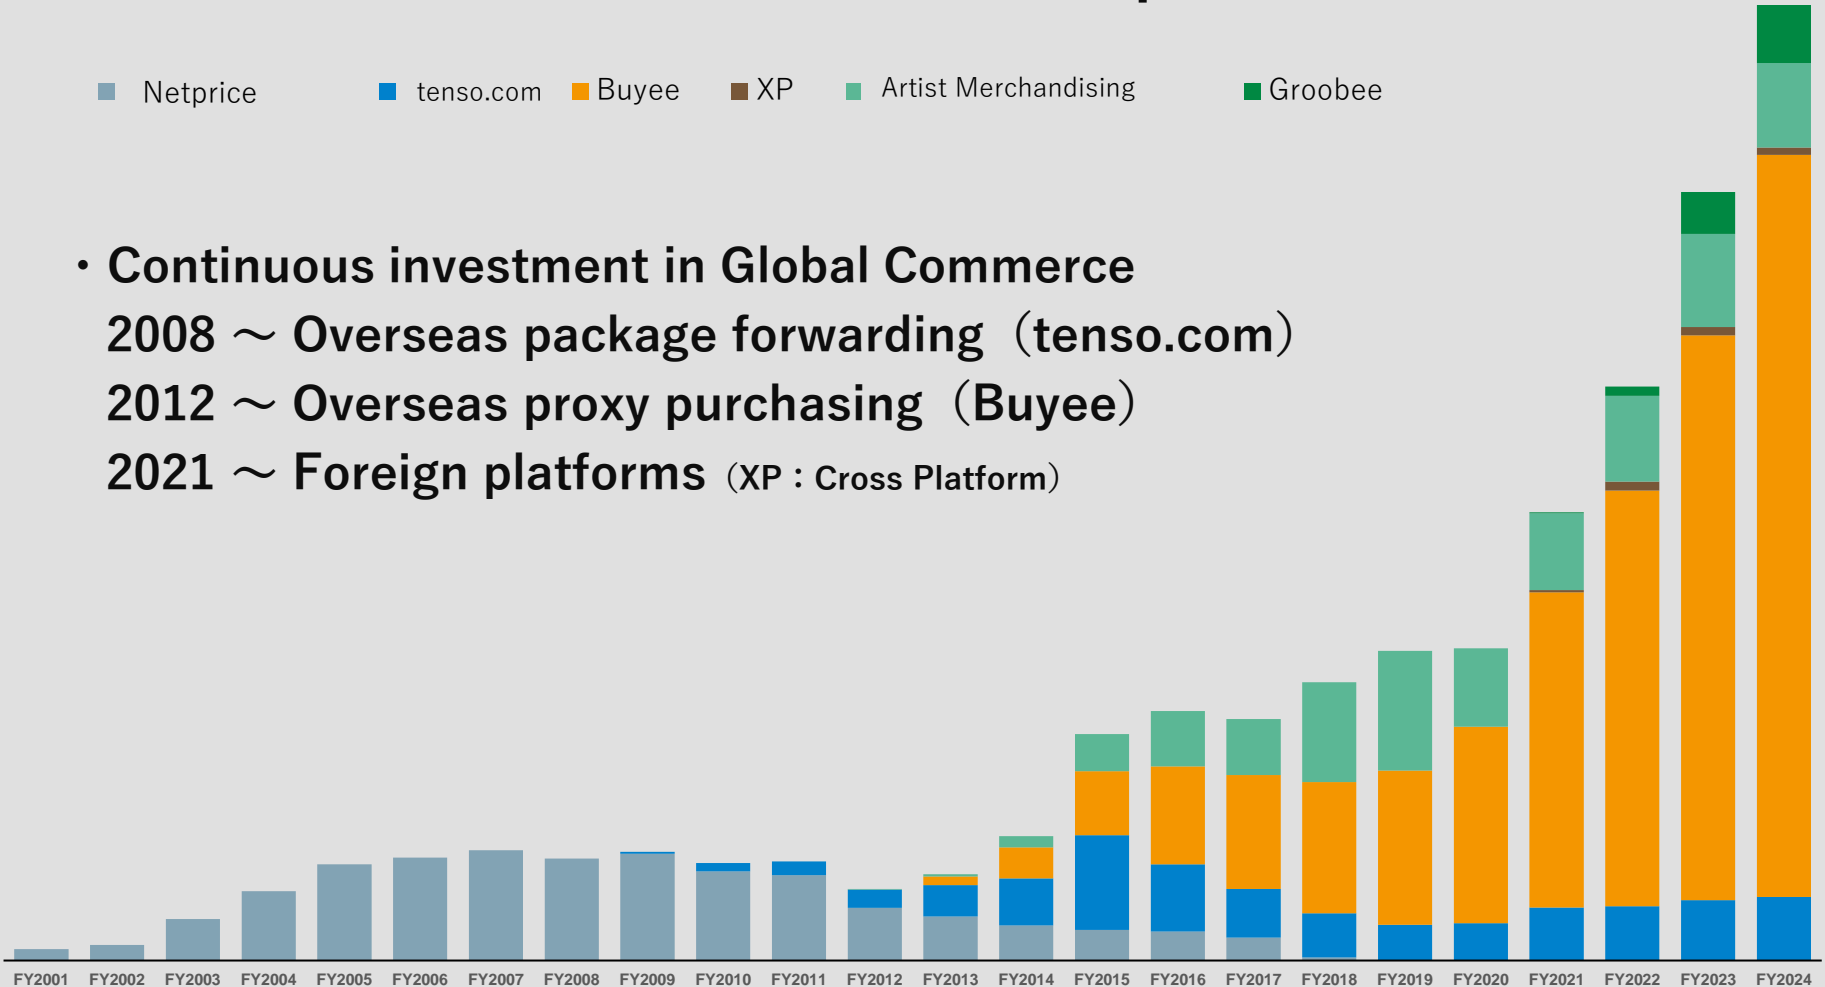 Netprice
tenso.com
Buyee
XP
Artist Merchandising
Groobee
・Continuous investment in Global Commerce
2008 ～ Overseas package forwarding（tenso.com）
2012 ～ Overseas proxy purchasing（Buyee）
2021 ～ Foreign platforms（XP：Cross Platform）
FY2001 FY2002 FY2003 FY2004 FY2005 FY2006 FY2007 FY2008 FY2009 FY2010 FY2011 FY2012 FY2013 FY2014 FY2015 FY2016 FY2017 FY2018 FY2019 FY2020 FY2021 FY2022 FY2023 FY2024